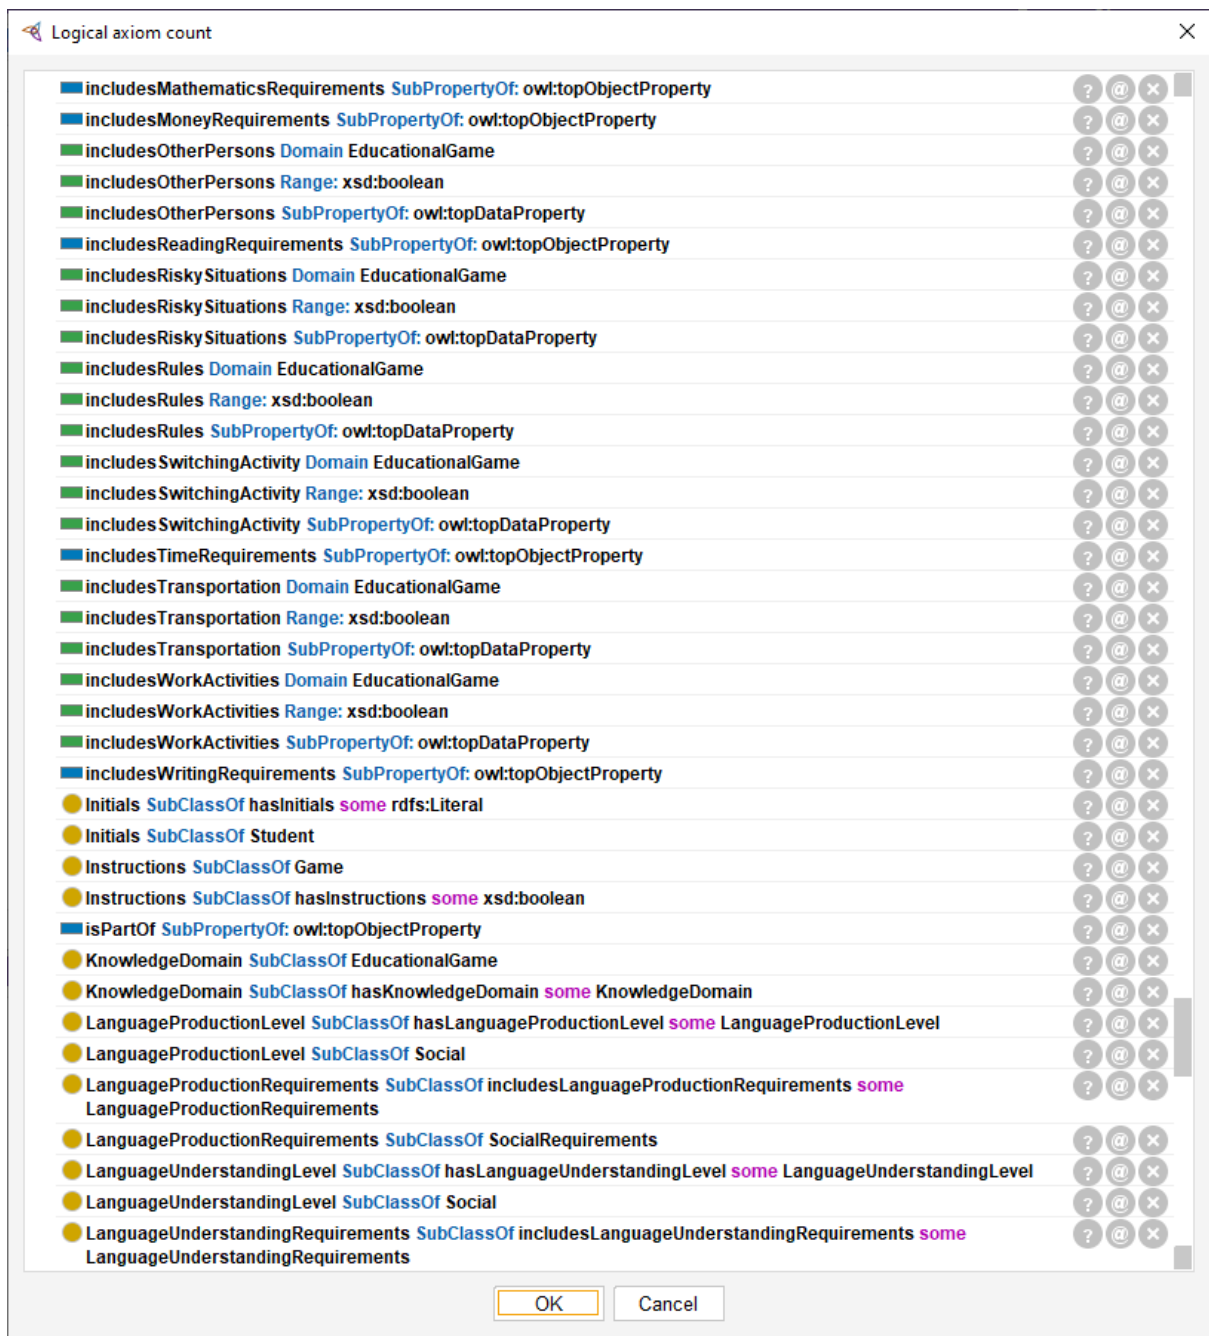 Logical axiom count
includesMathematicsRequirements SubPropertyOf: owl:topObjectProperty
includesMoneyRequirements SubPropertyOf: owl:topObjectProperty
includesOtherPersons Domain EducationalGame
includesOtherPersons Range: xsd:boolean
includesOtherPersons SubPropertyOf: owl:topDataProperty
includesReadingRequirements SubPropertyOf: owl:topObjectProperty
includesRiskySituations Domain EducationalGame
includesRiskySituations Range: xsd:boolean
includesRiskySituations SubPropertyOf: owl:topDataProperty
includesRules Domain EducationalGame
includesRules Range: xsd:boolean
includesRules SubPropertyOf: owl:topDataProperty
includesSwitchingActivity Domain EducationalGame
includesSwitchingActivity Range: xsd:boolean
includesSwitchingActivity SubPropertyOf: owl:topDataProperty
includesTimeRequirements SubPropertyOf: owl:topObjectProperty
includesTransportation Domain EducationalGame
includesTransportation Range: xsd:boolean
includesTransportation SubPropertyOf: owl:topDataProperty
includesWorkActivities Domain EducationalGame
includesWorkActivities Range: xsd:boolean
includesWorkActivities SubPropertyOf: owl:topDataProperty
includesWritingRequirements SubPropertyOf: owl:topObjectProperty
Initials SubClassOf hasInitials some rdfs:Literal
Initials SubClassOf Student
Instructions SubClassOf Game
Instructions SubClassOf hasInstructions some xsd:boolean
isPartOf SubPropertyOf: owl:topObjectProperty
KnowledgeDomain SubClassOf EducationalGame
KnowledgeDomain SubClassOf hasKnowledgeDomain some KnowledgeDomain
LanguageProductionLevel SubClassOf hasLanguageProductionLevel some LanguageProductionLevel
LanguageProductionLevel SubClassOf Social
LanguageProductionRequirements SubClassOf includesLanguageProductionRequirements some
LanguageProductionRequirements
LanguageProductionRequirements SubClassOf SocialRequirements
LanguageUnderstandingLevel SubClassOf hasLanguageUnderstandingLevel some LanguageUnderstandingLevel
LanguageUnderstandingLevel SubClassOf Social
LanguageUnderstandingRequirements SubClassOf includesLanguageUnderstandingRequirements some
LanguageUnderstandingRequirements
OK Cancel